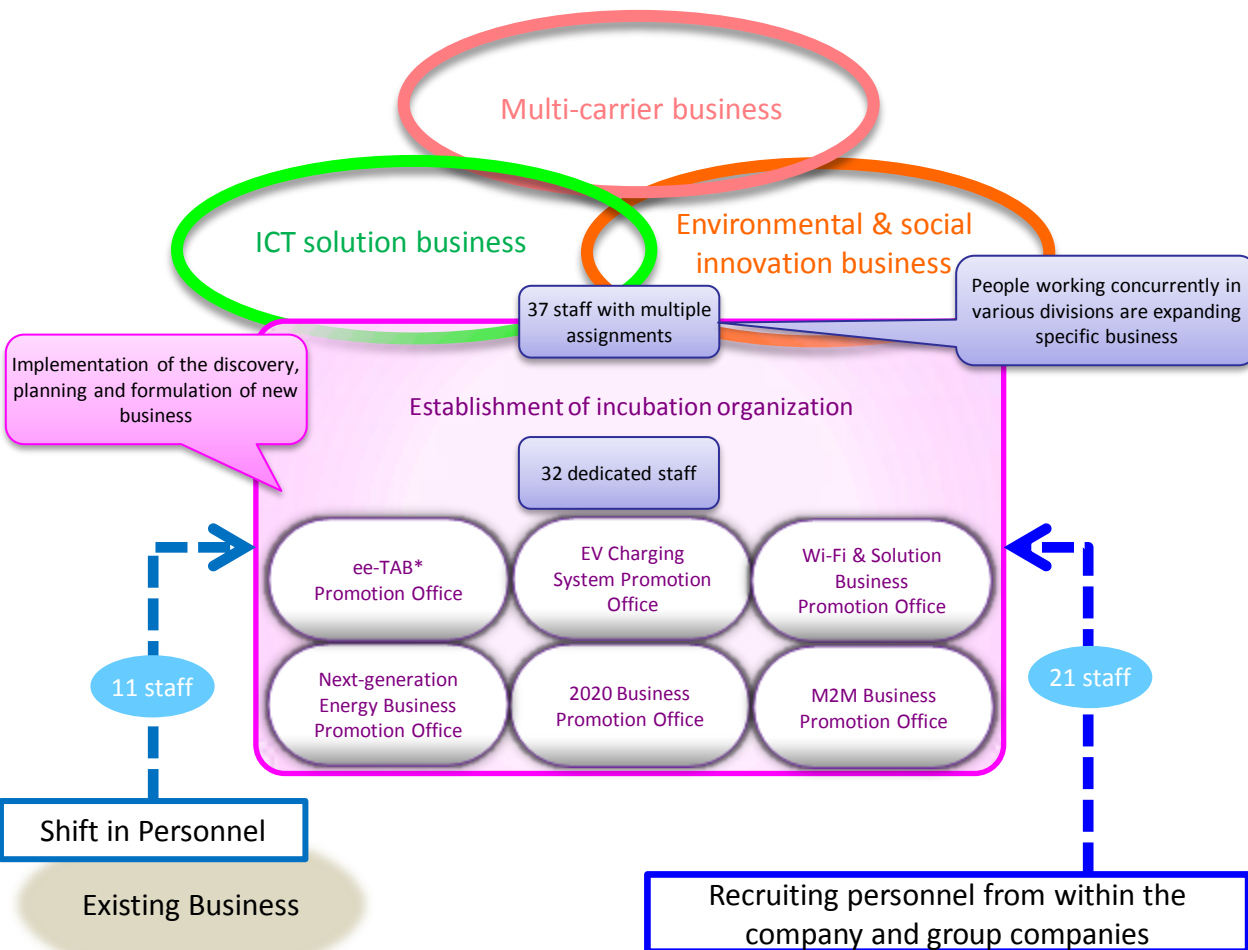 Multi-carrier business
ICT solution business
Environmental & social
innovation business
37 staff with multiple
assignments
People working concurrently in
various divisions are expanding
specific business
Implementation of the discovery,
planning and formulation of new
business
Establishment of incubation organization
32 dedicated staff
ee-TAB*
Promotion Office
EV Charging
System Promotion
Office
Wi-Fi & Solution
Business
Promotion Office
Next-generation
Energy Business
Promotion Office
2020 Business
Promotion Office
M2M Business
Promotion Office
11 staff
21 staff
Shift in Personnel
Existing Business
Recruiting personnel from within the
company and group companies